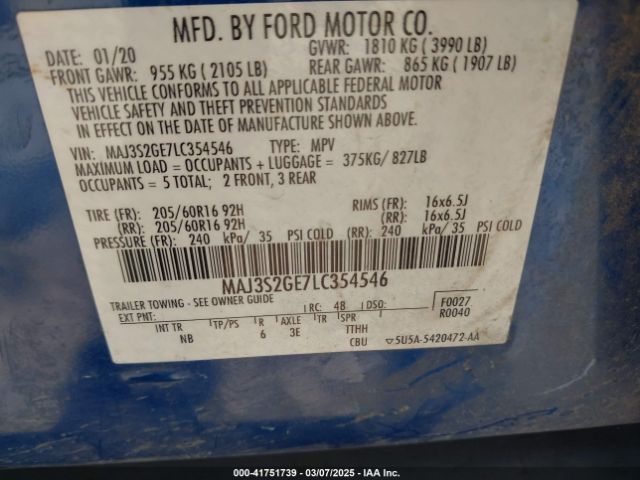 MFD. BY FORD MOTOR CO.
DATE: 01/20 GVWR: 1810 KG ( 3990 LB)
FRONT GAWR: 955 KG ( 2105 LB) REAR GAWR: 865 KG ( 1907 LB)
THIS VEHICLE CONFORMS TO ALL APPLICABLE FEDERAL MOTOR
VEHICLE SAFETY AND THEFT PREVENTION STANDARDS
IN EFFECT ON THE DATE OF MANUFACTURE SHOWN ABOVE.
VIN: MAJ3S2GE7LC354546 TYPE: MPV
MAXIMUM LOAD = OCCUPANTS + LUGGAGE = 375KG/ 827LB
OCCUPANTS = 5 TOTAL; 2 FRONT, 3 REAR
TIRE (FR): 205/60R16 92H RIMS (FR): 16x6.5J
(RR): 205/60R16 92H (RR): 16x6.5J
PRESSURE (FR): 240 kPa/ 35 PSI COLD (RR): 240 kPa/ 35 PSI COLD
MAJ3S2GE7LC354546
TRAILER TOWING - SEE OWNER GUIDE
EXT PNT: RC: 48 DSO: F0027
R0040
INT TR TP/PS R AXLE TR SPR
NB 6 3E TTHH
CBU ▽5U5A-5420472-AA
000-41751739 - 03/07/2025 - IAA Inc.